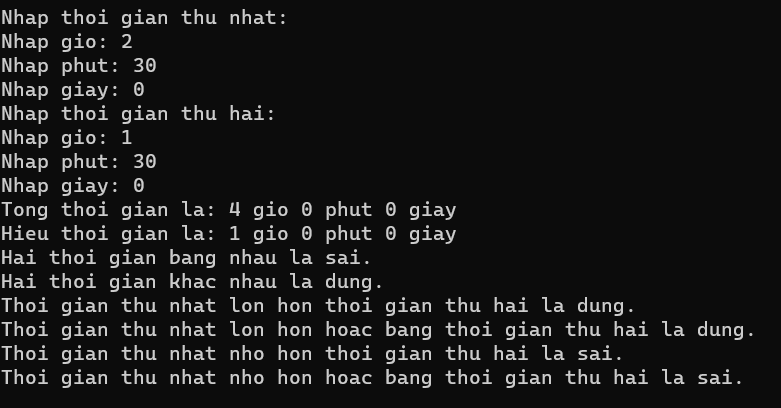 Nhap thoi gian thu nhat:
Nhap gio: 2
Nhap phut: 30
Nhap giay: 0
Nhap thoi gian thu hai:
Nhap gio: 1
Nhap phut: 30
Nhap giay: 0
Tong thoi gian la: 4 gio 0 phut 0 giay
Hieu thoi gian la: 1 gio 0 phut 0 giay
Hai thoi gian bang nhau la sai.
Hai thoi gian khac nhau la dung.
Thoi gian thu nhat lon hon thoi gian thu hai la dung.
Thoi gian thu nhat lon hon hoac bang thoi gian thu hai la dung.
Thoi gian thu nhat nho hon thoi gian thu hai la sai.
Thoi gian thu nhat nho hon hoac bang thoi gian thu hai la sai.